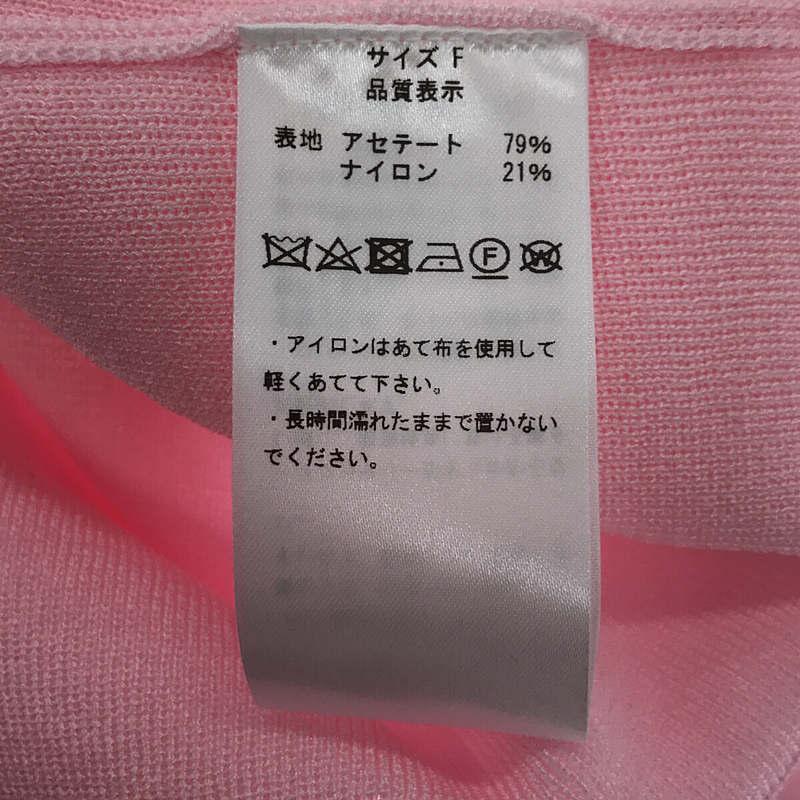 サイズ F
品質表示
表地 アセテート 79%
ナイロン 21%
F W
・アイロンはあて布を使用して
軽くあてて下さい。
・長時間濡れたままで置かない
でください。